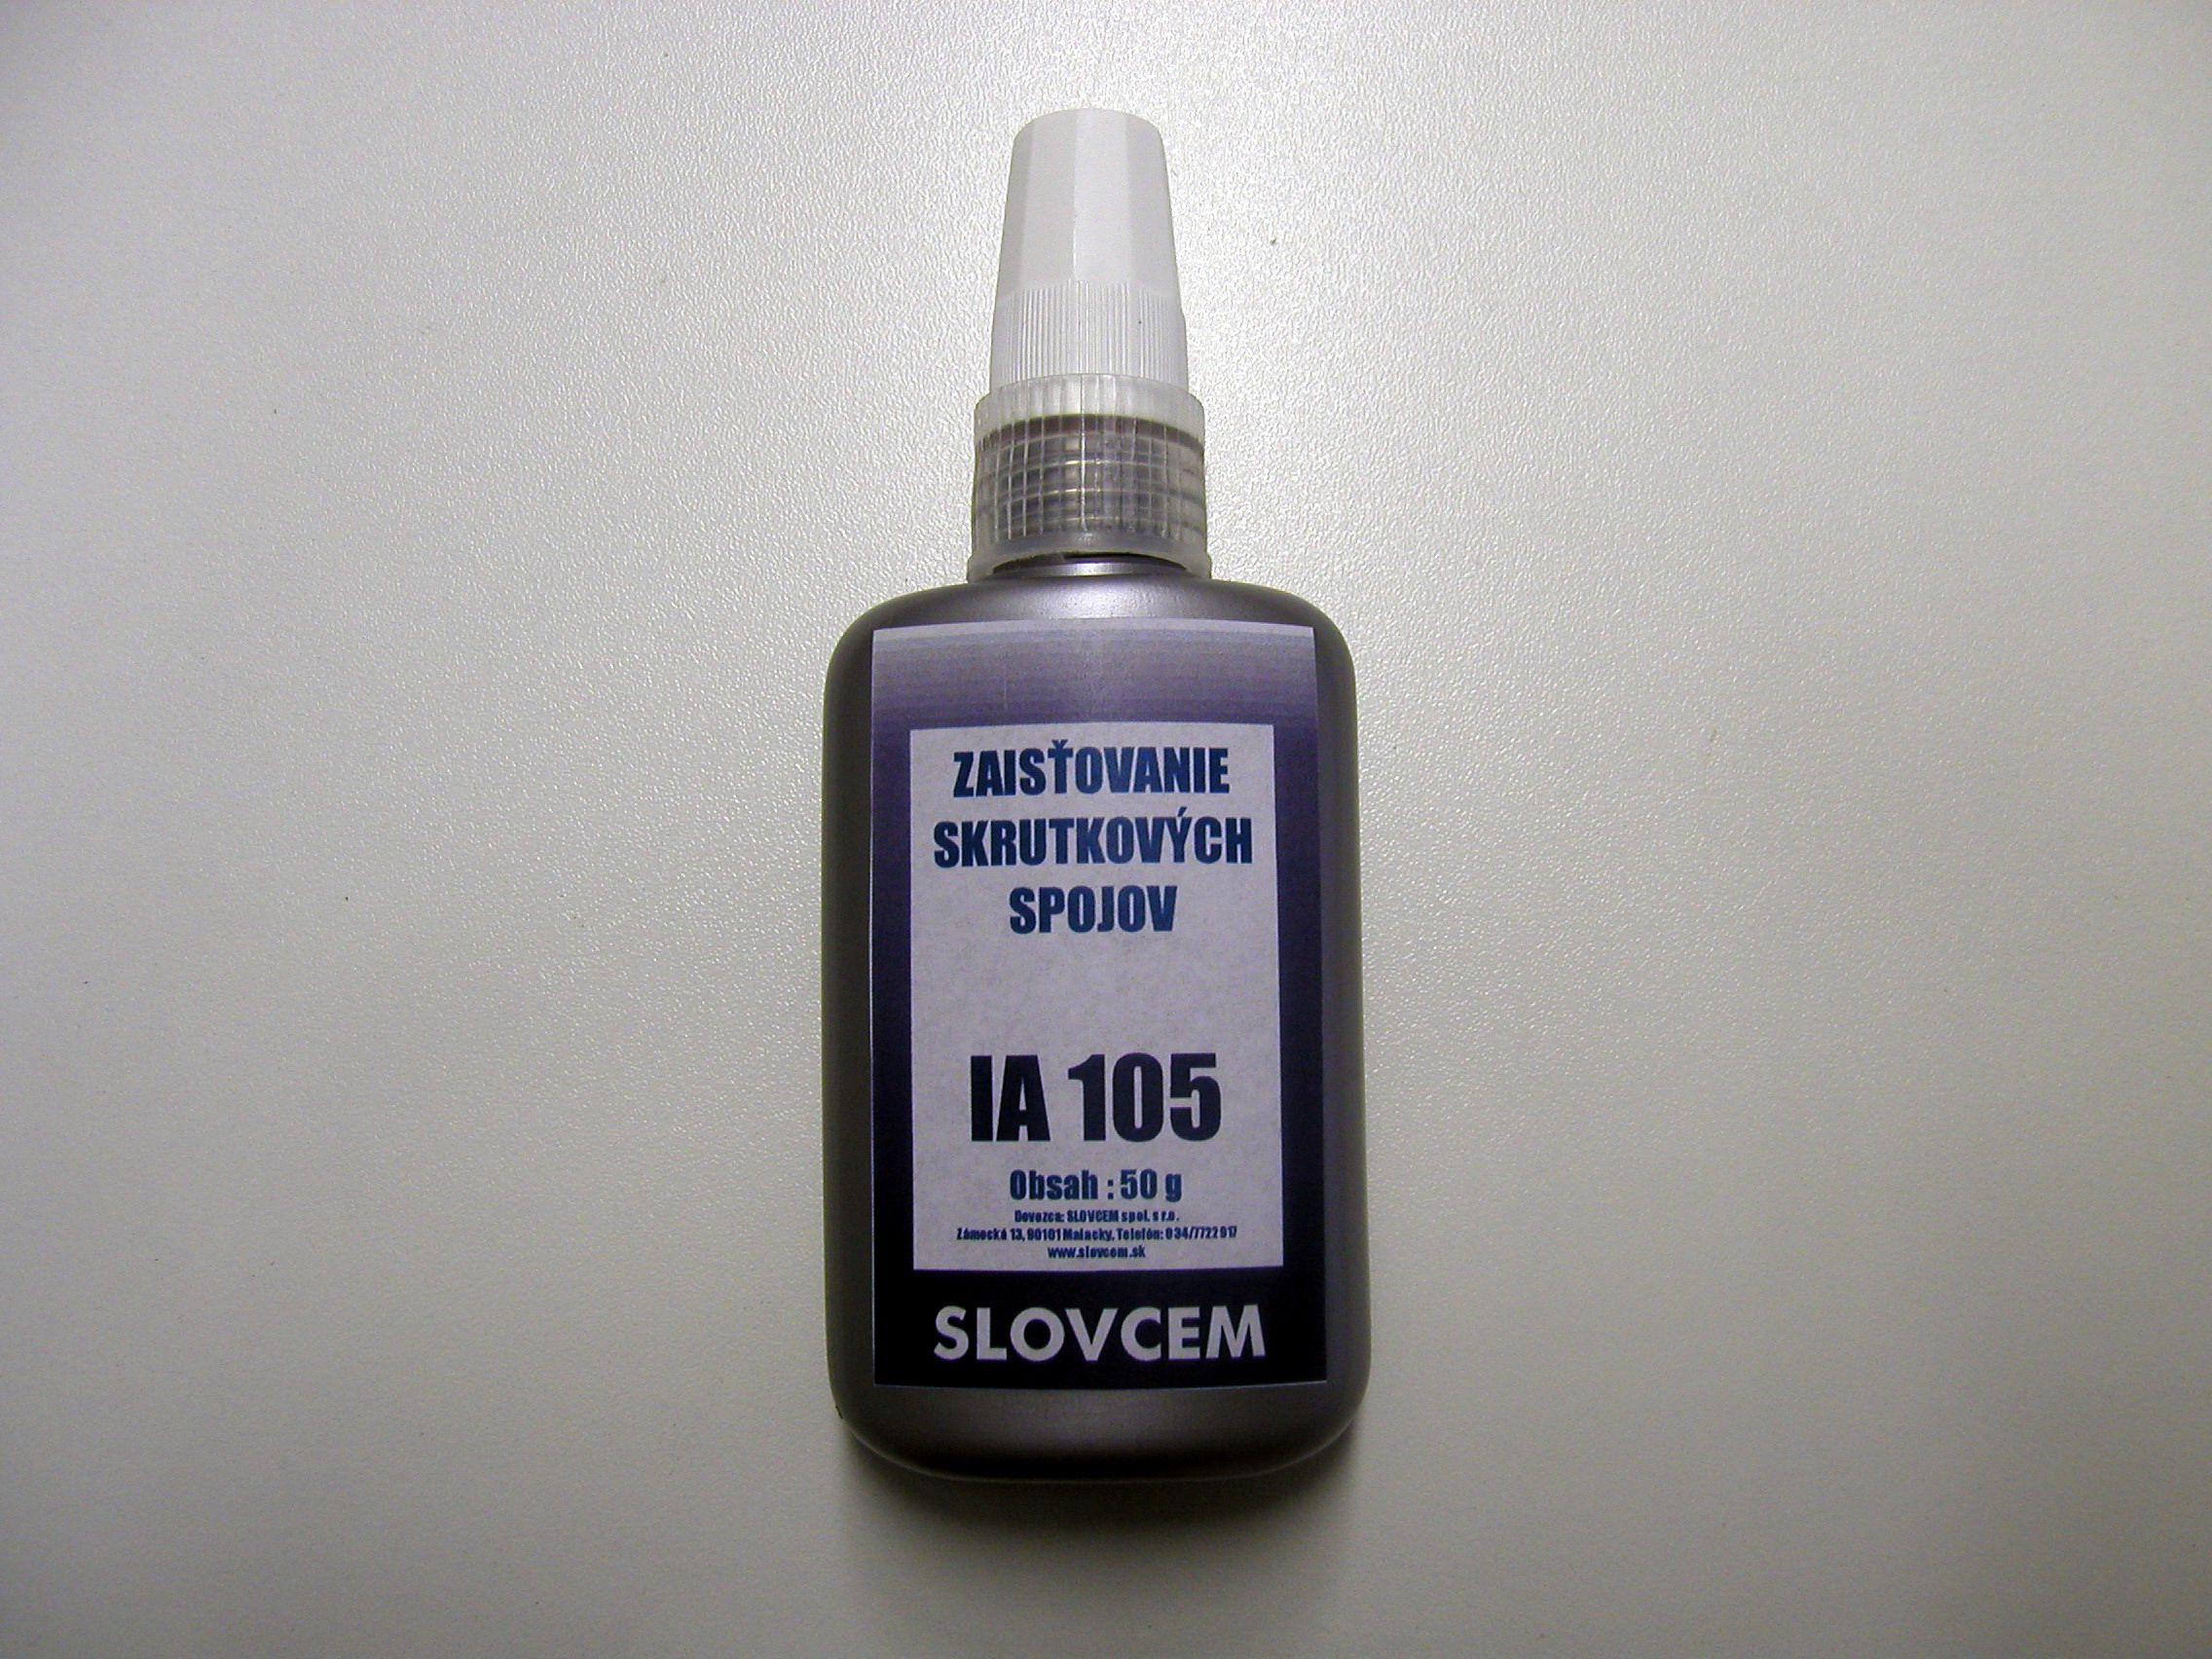 ZAISŤOVANIE
SKRUTKOVÝCH
SPOJOV
IA 105
Obsah : 50 g
Dovozca: SLOVCEM spol. s r.o.
Zámocká 13, 90101 Malacky, Telefón: 034/7722 917
www.slovcem.sk
SLOVCEM